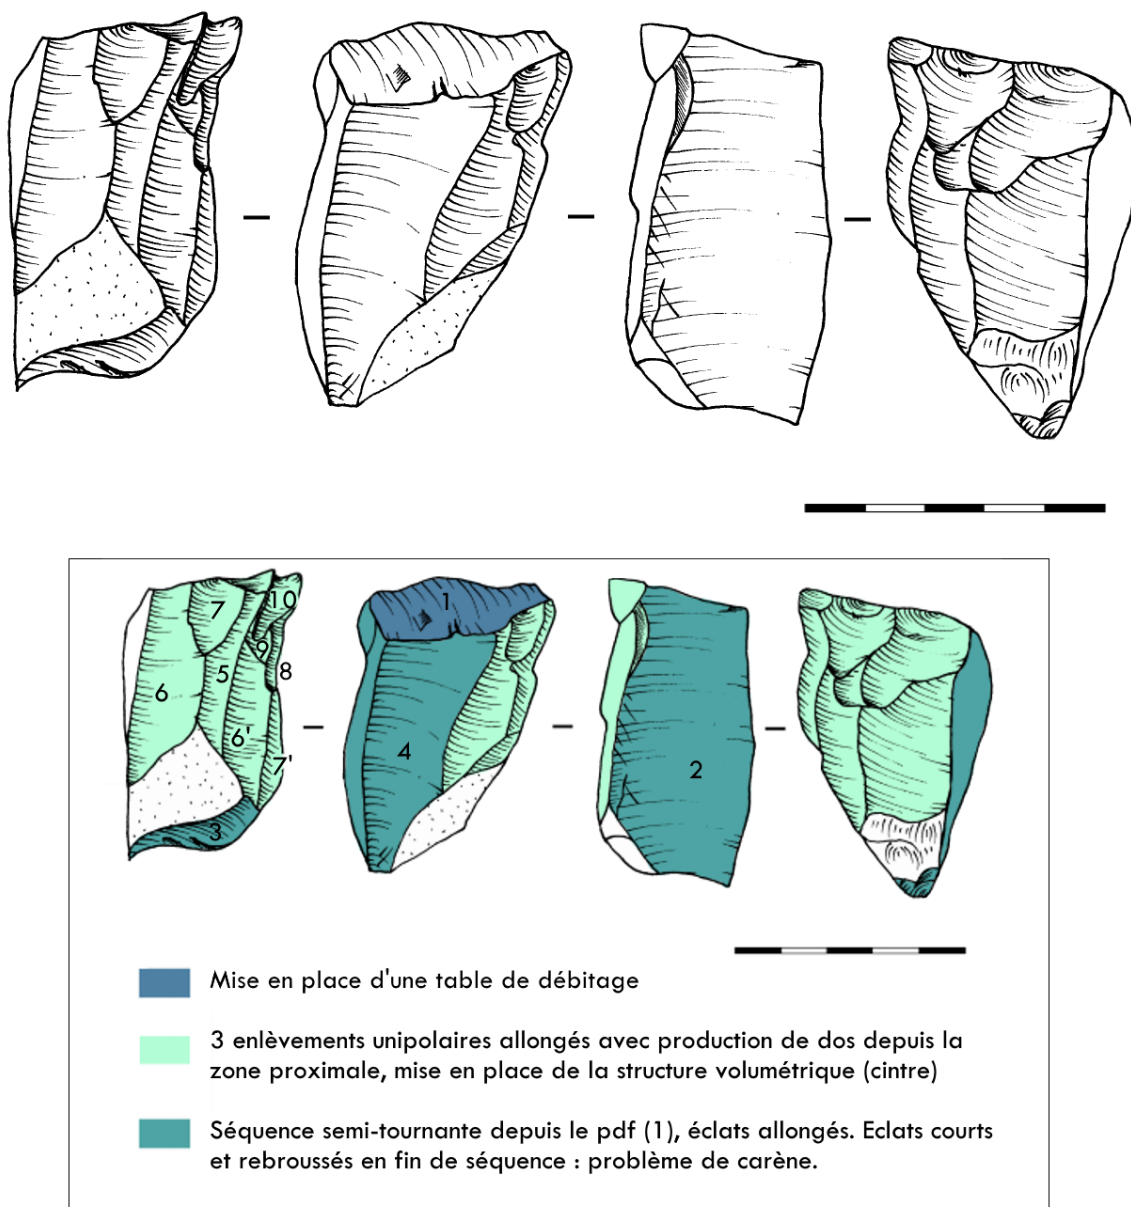 7
10
6
5
9
8
6'
7'
3
1
4
2
Mise en place d'une table de débitage
3 enlèvements unipolaires allongés avec production de dos depuis la
zone proximale, mise en place de la structure volumétrique (cintre)
Séquence semi-tournante depuis le pdf (1), éclats allongés. Eclats courts
et rebroussés en fin de séquence : problème de carène.